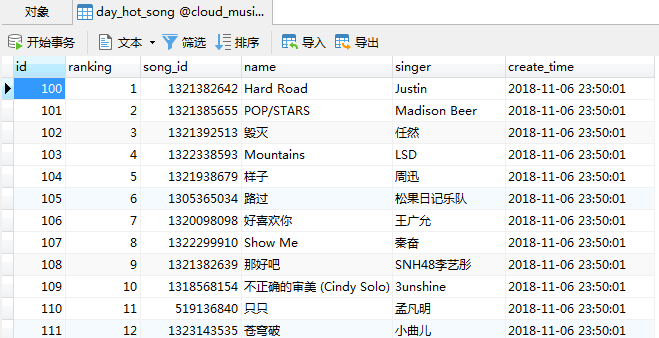 对象 day_hot_song @cloud_musi...
开始事务 文本 筛选 排序 导入 导出
id ranking song_id name singer create_time
100 1 1321382642 Hard Road Justin 2018-11-06 23:50:01
101 2 1321385655 POP/STARS Madison Beer 2018-11-06 23:50:01
102 3 1321392513 毁灭 任然 2018-11-06 23:50:01
103 4 1322338593 Mountains LSD 2018-11-06 23:50:01
104 5 1321938679 样子 周迅 2018-11-06 23:50:01
105 6 1305365034 路过 松果日记乐队 2018-11-06 23:50:01
106 7 1320098098 好喜欢你 王广允 2018-11-06 23:50:01
107 8 1322299910 Show Me 秦奋 2018-11-06 23:50:01
108 9 1321382639 那好吧 SNH48李艺彤 2018-11-06 23:50:01
109 10 1318568154 不正确的审美 (Cindy Solo) 3unshine 2018-11-06 23:50:01
110 11 519136840 只只 孟凡明 2018-11-06 23:50:01
111 12 1323143535 苍穹破 小曲儿 2018-11-06 23:50:01